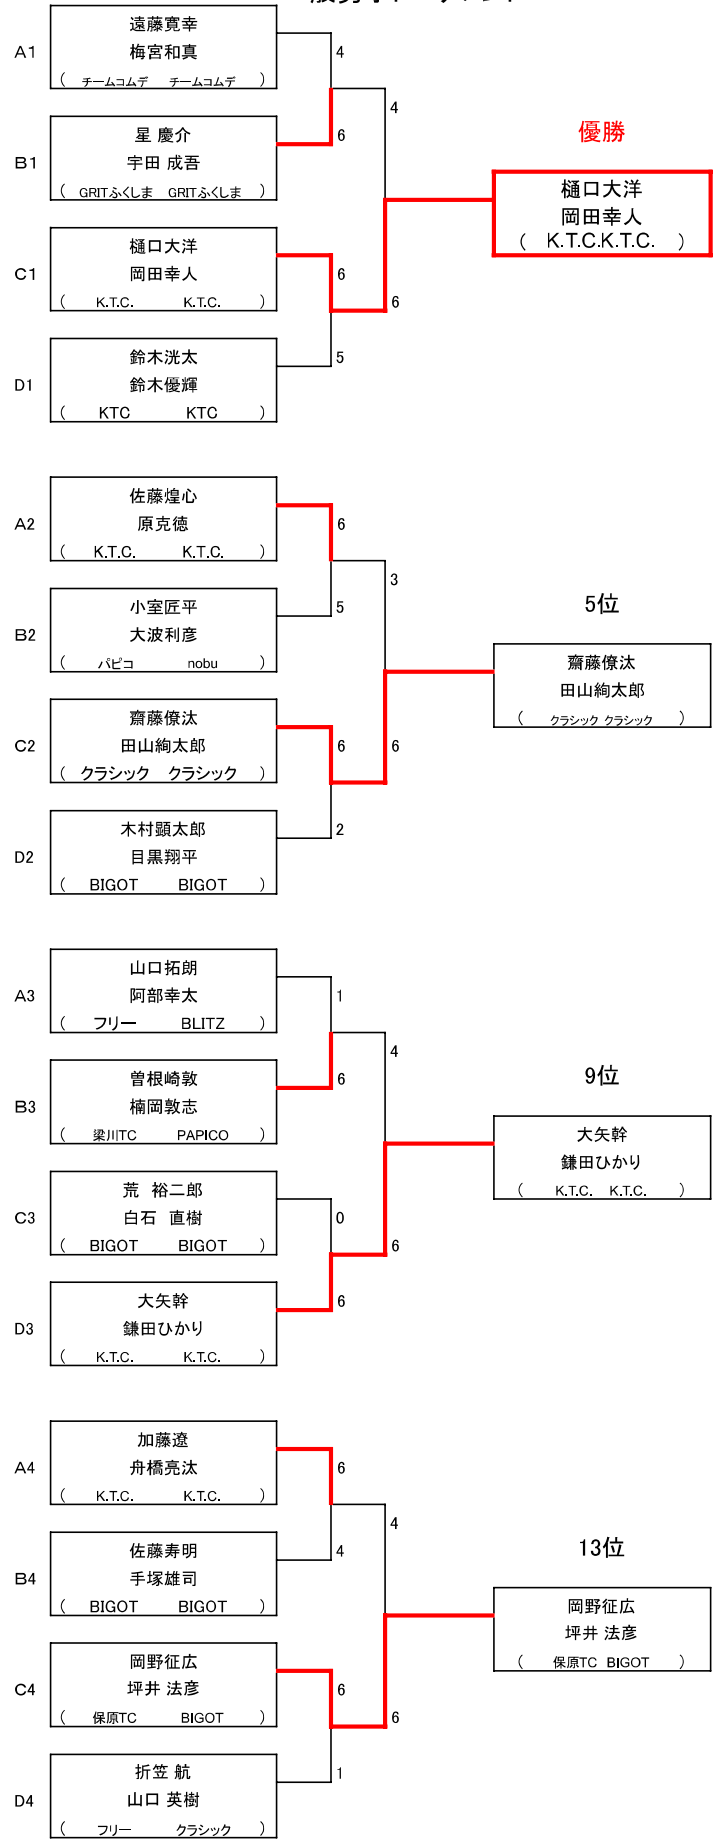 A1
遠藤寛幸
梅宮和真
( チームコムデ チームコムデ )
4
B1
星 慶介
宇田 成吾
( GRITふくしま GRITふくしま )
6
4
C1
樋口大洋
岡田幸人
( K.T.C. K.T.C. )
6
6
D1
鈴木洸太
鈴木優輝
( KTC KTC )
5
優勝
樋口大洋
岡田幸人
( K.T.C.K.T.C. )
A2
佐藤煌心
原克徳
( K.T.C. K.T.C. )
6
B2
小室匠平
大波利彦
( パピコ nobu )
5
3
C2
齋藤僚汰
田山絢太郎
( クラシック クラシック )
6
6
D2
木村顕太郎
目黒翔平
( BIGOT BIGOT )
2
5位
齋藤僚汰
田山絢太郎
( クラシック クラシック )
A3
山口拓朗
阿部幸太
( フリー BLITZ )
1
B3
曽根崎敦
楠岡敦志
( 梁川TC PAPICO )
6
4
C3
荒 裕二郎
白石 直樹
( BIGOT BIGOT )
0
6
D3
大矢幹
鎌田ひかり
( K.T.C. K.T.C. )
6
9位
大矢幹
鎌田ひかり
( K.T.C. K.T.C. )
A4
加藤遼
舟橋亮汰
( K.T.C. K.T.C. )
6
B4
佐藤寿明
手塚雄司
( BIGOT BIGOT )
4
4
C4
岡野征広
坪井 法彦
( 保原TC BIGOT )
6
6
D4
折笠 航
山口 英樹
( フリー クラシック )
1
13位
岡野征広
坪井 法彦
( 保原TC BIGOT )